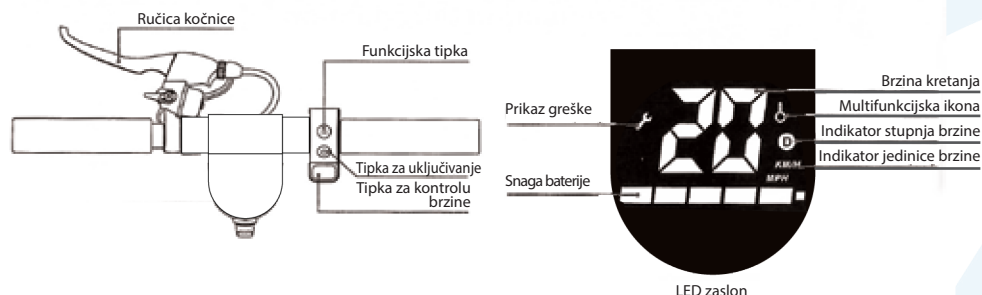 Ručica kočnice
Funkcijska tipka
Tipka za uključivanje
Tipka za kontrolu
brzine
Prikaz greške
Snaga baterije
20
D
KM/H
MPH
Brzina kretanja
Multifunkcijska ikona
Indikator stupnja brzine
Indikator jedinice brzine
LED zaslon